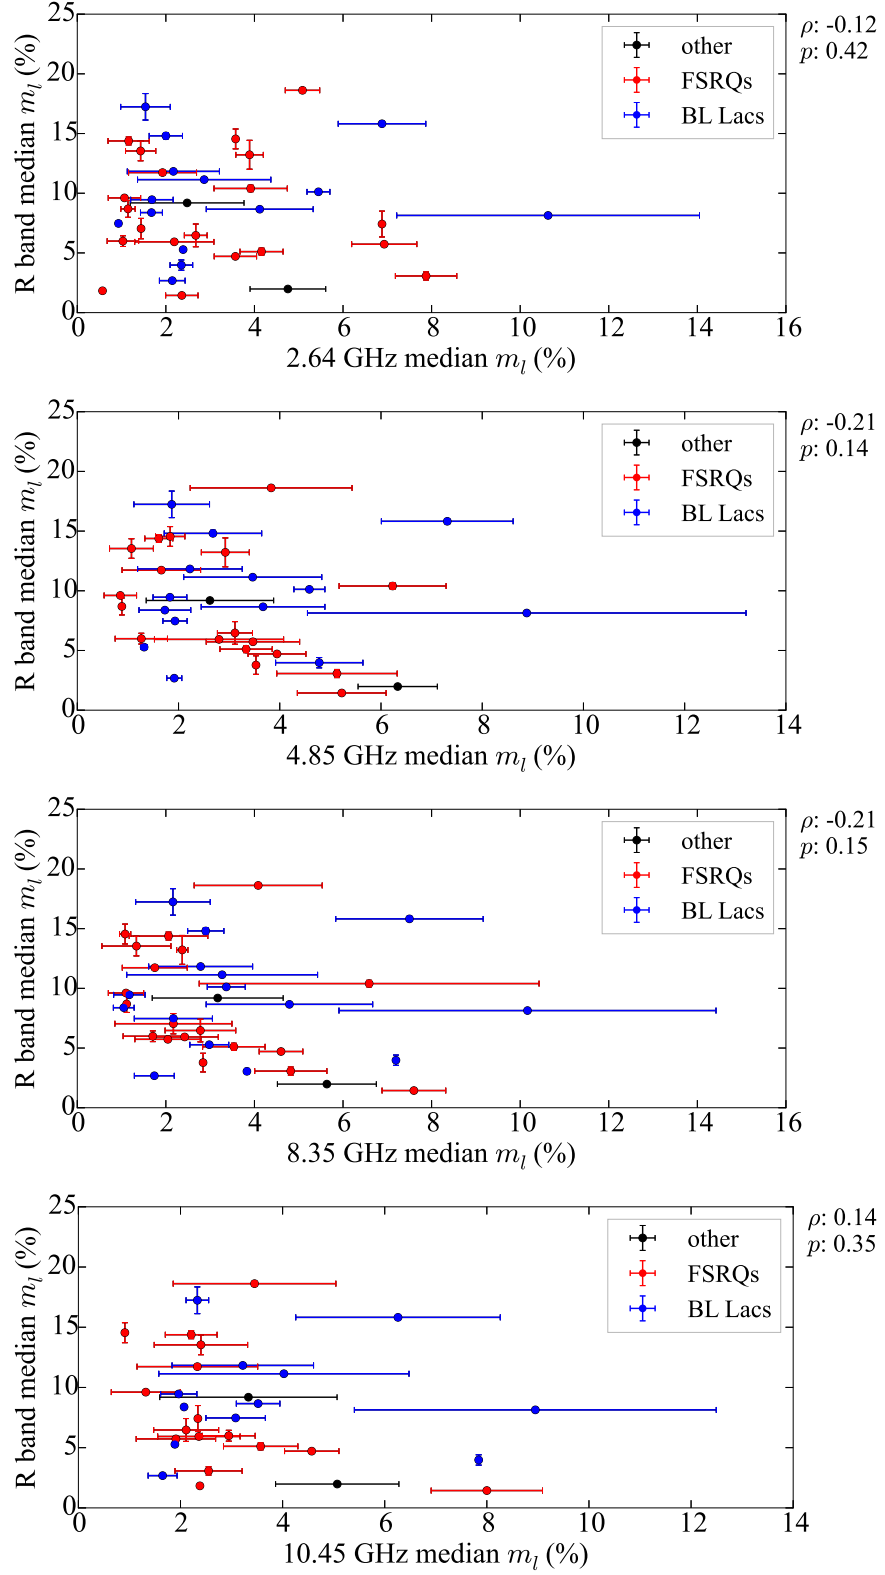 25
20
15
10
5
0
R band median m_l (%)
other
FSRQs
BL Lacs
ρ: -0.12
p: 0.42
0 2 4 6 8 10 12 14 16
2.64 GHz median m_l (%)
25
20
15
10
5
0
R band median m_l (%)
other
FSRQs
BL Lacs
ρ: -0.21
p: 0.14
0 2 4 6 8 10 12 14
4.85 GHz median m_l (%)
25
20
15
10
5
0
R band median m_l (%)
other
FSRQs
BL Lacs
ρ: -0.21
p: 0.15
0 2 4 6 8 10 12 14 16
8.35 GHz median m_l (%)
25
20
15
10
5
0
R band median m_l (%)
other
FSRQs
BL Lacs
ρ: 0.14
p: 0.35
0 2 4 6 8 10 12 14
10.45 GHz median m_l (%)